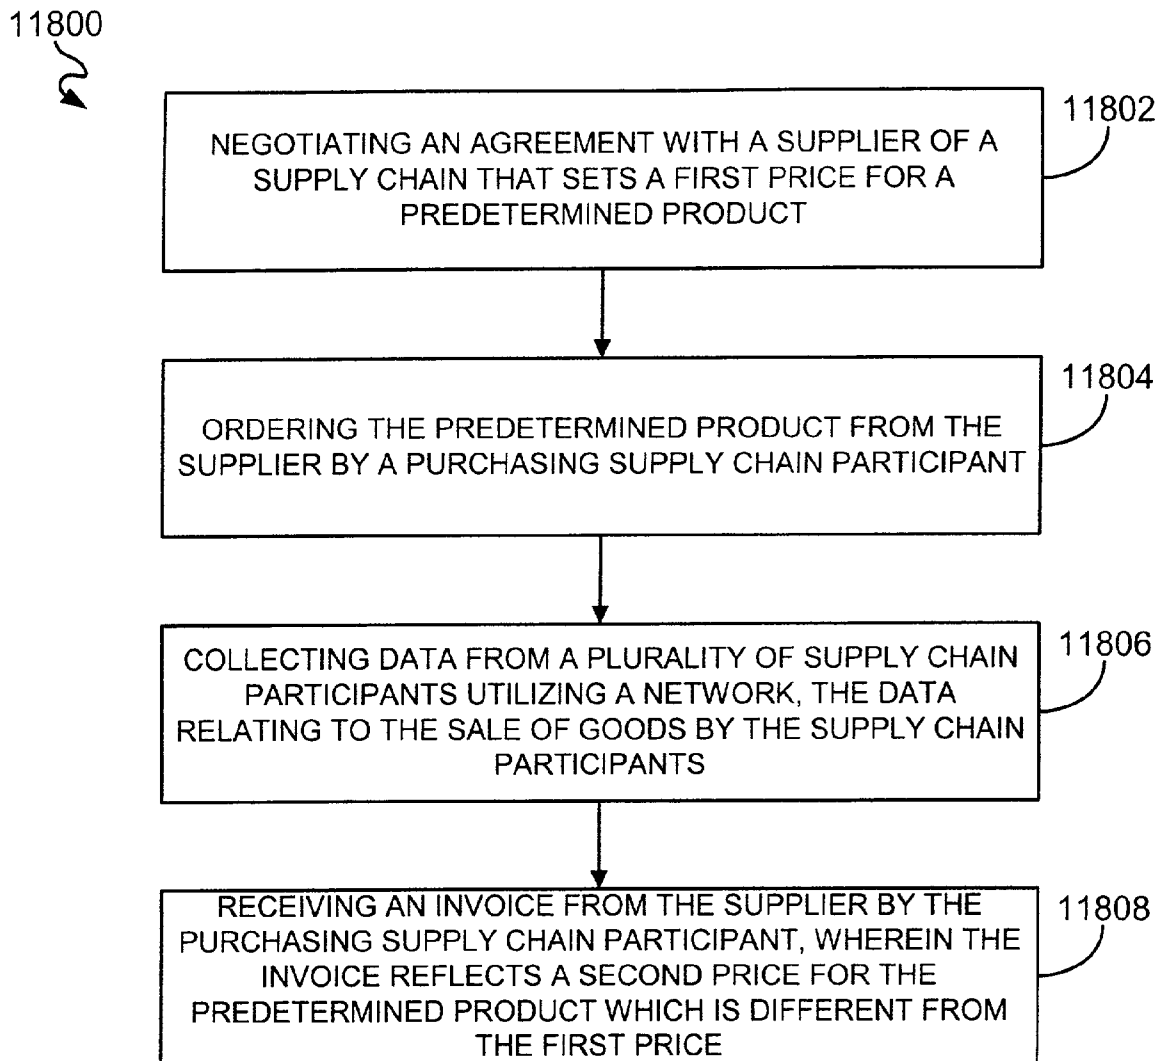 11800
11802
NEGOTIATING AN AGREEMENT WITH A SUPPLIER OF A
SUPPLY CHAIN THAT SETS A FIRST PRICE FOR A
PREDETERMINED PRODUCT
11804
ORDERING THE PREDETERMINED PRODUCT FROM THE
SUPPLIER BY A PURCHASING SUPPLY CHAIN PARTICIPANT
11806
COLLECTING DATA FROM A PLURALITY OF SUPPLY CHAIN
PARTICIPANTS UTILIZING A NETWORK, THE DATA
RELATING TO THE SALE OF GOODS BY THE SUPPLY CHAIN
PARTICIPANTS
11808
RECEIVING AN INVOICE FROM THE SUPPLIER BY THE
PURCHASING SUPPLY CHAIN PARTICIPANT, WHEREIN THE
INVOICE REFLECTS A SECOND PRICE FOR THE
PREDETERMINED PRODUCT WHICH IS DIFFERENT FROM
THE FIRST PRICE